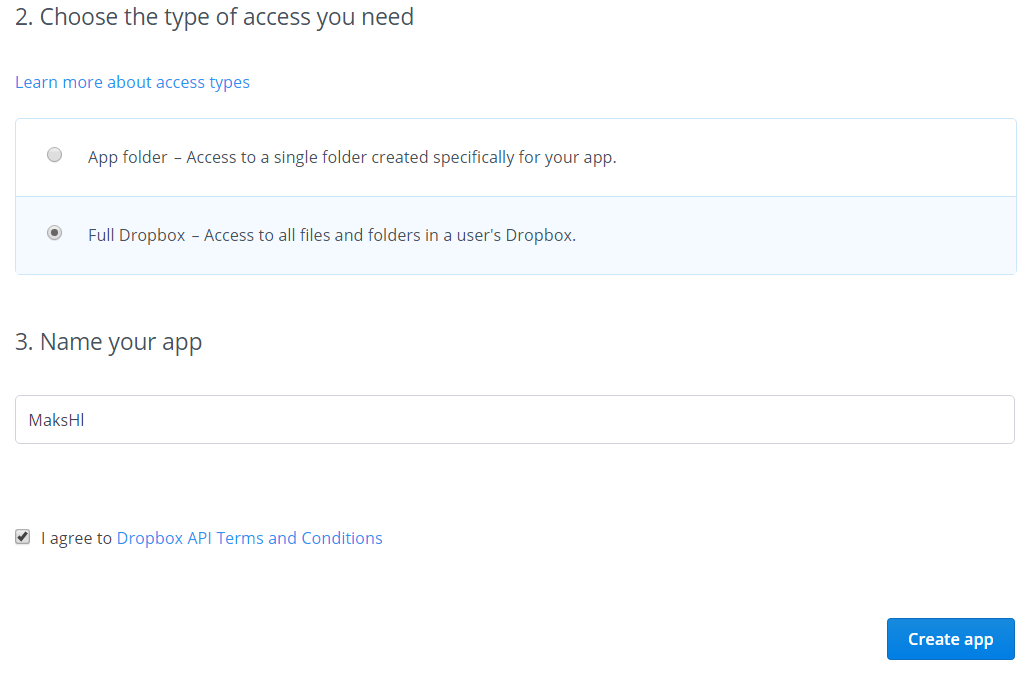 2. Choose the type of access you need
Learn more about access types
App folder – Access to a single folder created specifically for your app.
Full Dropbox – Access to all files and folders in a user's Dropbox.
3. Name your app
MaksHl
I agree to Dropbox API Terms and Conditions
Create app